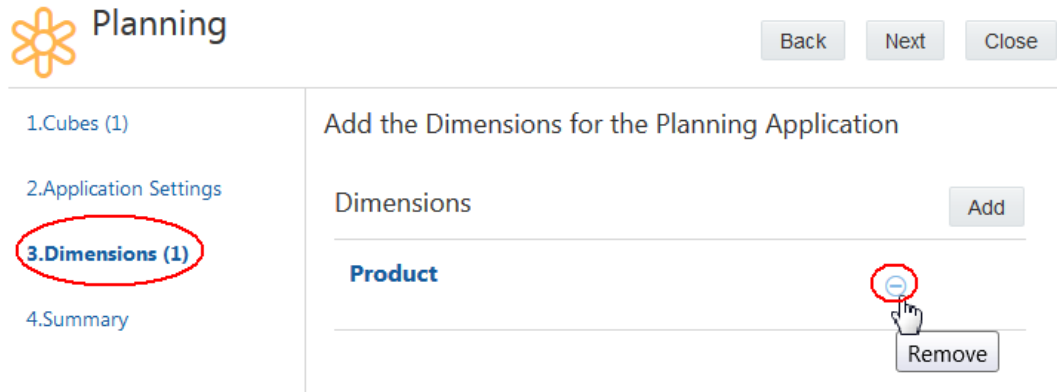 Planning
Back Next Close
1.Cubes (1)
Add the Dimensions for the Planning Application
2.Application Settings
Dimensions
Add
3.Dimensions (1)
Product
4.Summary
Remove